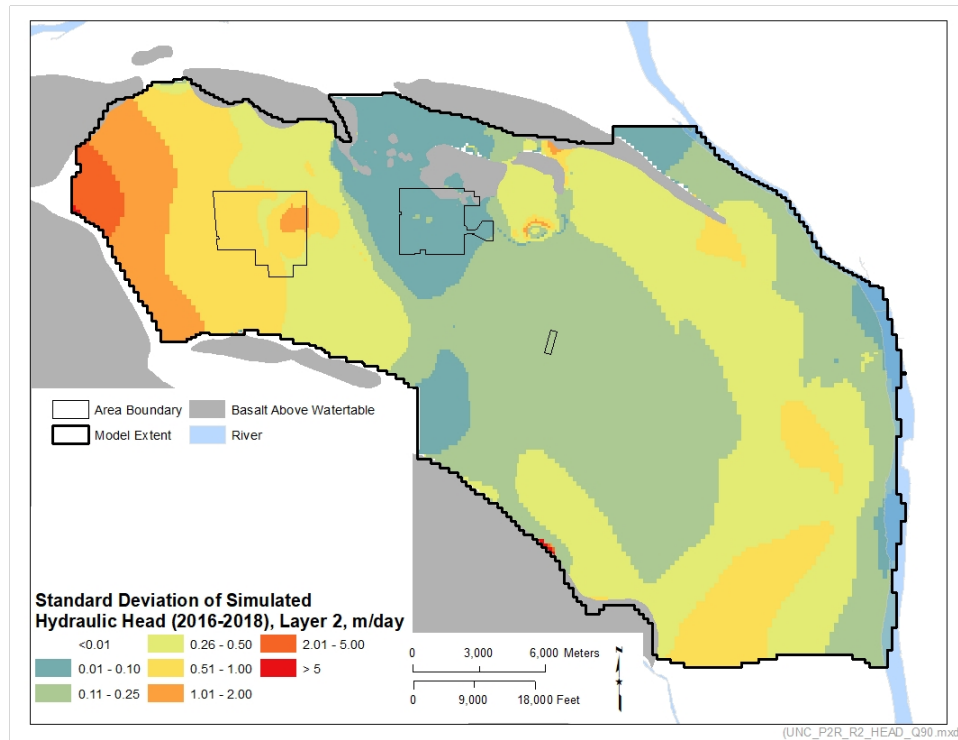 Area Boundary
Basalt Above Watertable
Model Extent
River
Standard Deviation of Simulated
Hydraulic Head (2016-2018), Layer 2, m/day
<0.01
0.26 - 0.50
2.01 - 5.00
0.01 - 0.10
0.51 - 1.00
> 5
0.11 - 0.25
1.01 - 2.00
0 3,000 6,000 Meters
0 9,000 18,000 Feet
N
(UNC_P2R_R2_HEAD_Q90.mxd